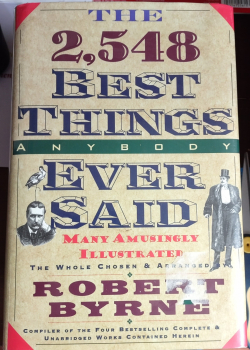 THE
2,548
BEST
THINGS
ANYBODY
EVER
SAID
MANY AMUSINGLY
ILLUSTRATED
THE WHOLE CHOSEN & ARRANGED BY
ROBERT
BYRNE
COMPILER OF THE FOUR BESTSELLING COMPLETE &
UNABRIDGED WORKS CONTAINED HEREIN